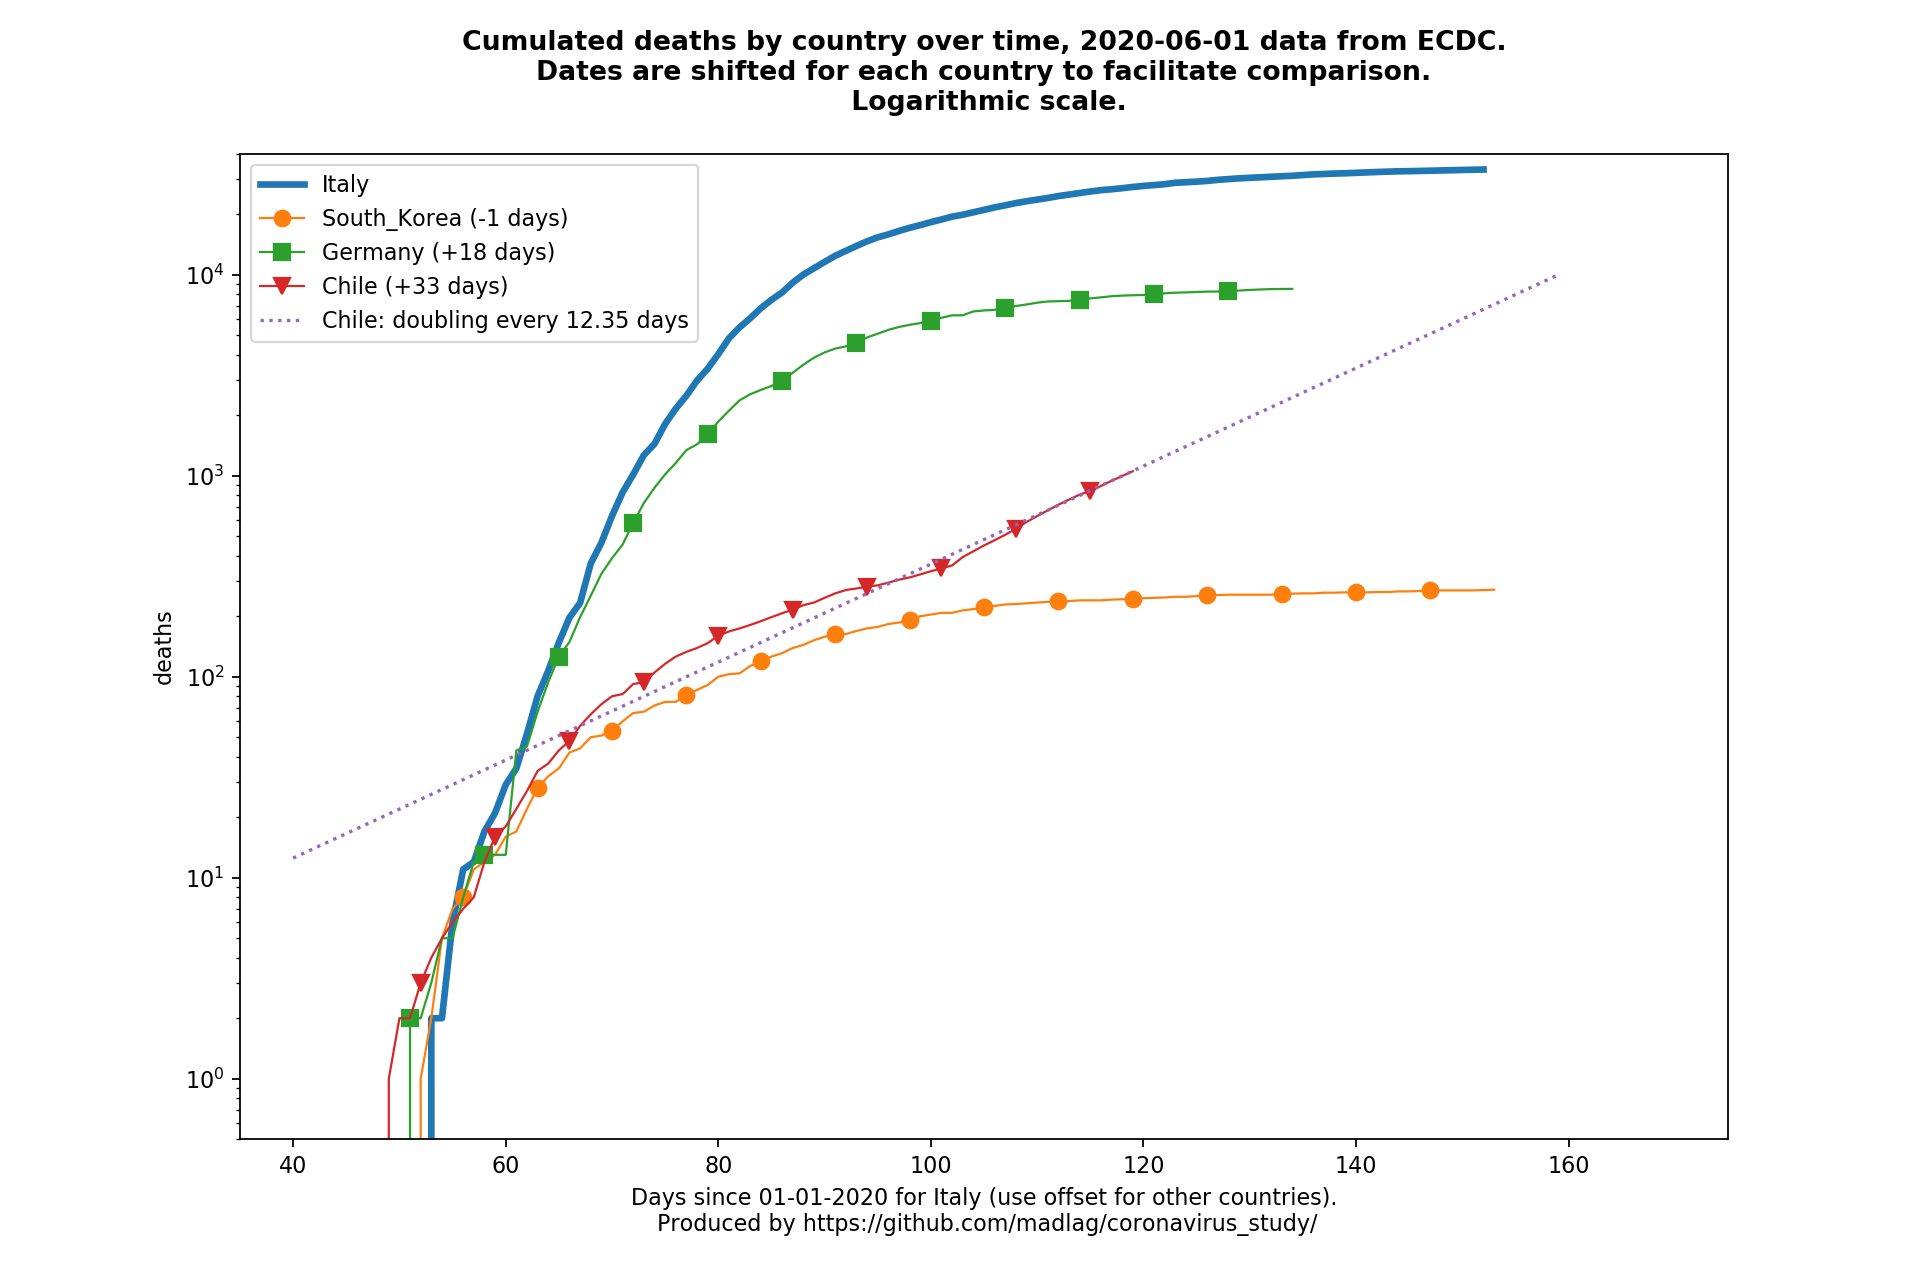 Cumulated deaths by country over time, 2020-06-01 data from ECDC.
Dates are shifted for each country to facilitate comparison.
Logarithmic scale.
Italy
South_Korea (-1 days)
Germany (+18 days)
Chile (+33 days)
Chile: doubling every 12.35 days
deaths
10⁴
10³
10²
10¹
10⁰
40 60 80 100 120 140 160
Days since 01-01-2020 for Italy (use offset for other countries).
Produced by https://github.com/madlag/coronavirus_study/